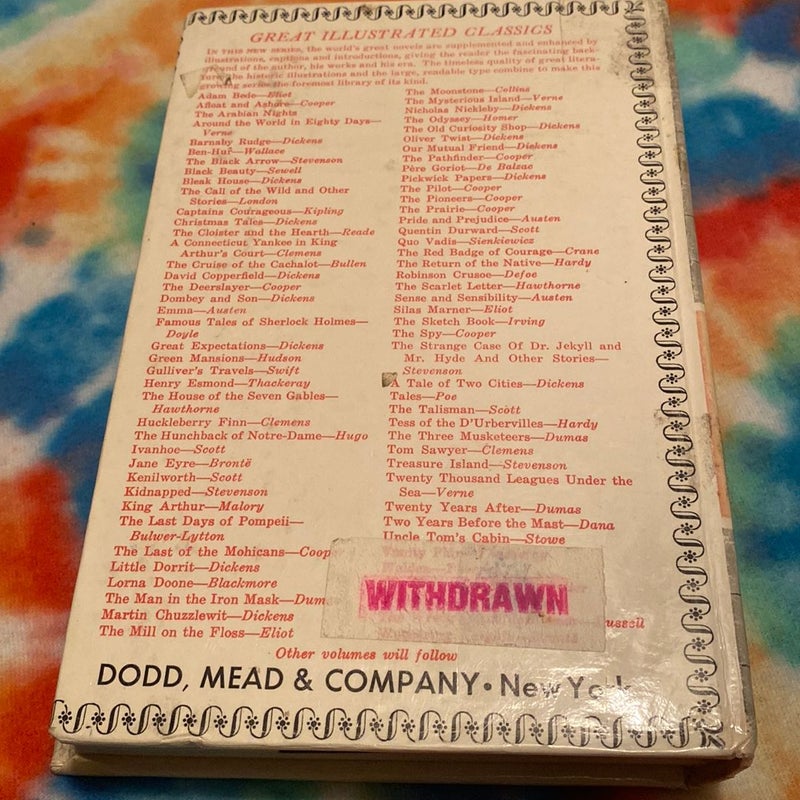 GREAT ILLUSTRATED CLASSICS
IN THIS NEW SERIES, the world's great novels are supplemented and enhanced by
illustrations, captions and introductions, giving the reader the fascinating back-
ground of the author, his works and his era. The timeless quality of great litera-
ture, the historic illustrations and the large, readable type combine to make this
growing series the foremost library of its kind.
Adam Bede—Eliot
Afloat and Ashore—Cooper
The Arabian Nights
Around the World in Eighty Days—
Verne
Barnaby Rudge—Dickens
Ben-Hur—Wallace
The Black Arrow—Stevenson
Black Beauty—Sewell
Bleak House—Dickens
The Call of the Wild and Other
Stories—London
Captains Courageous—Kipling
Christmas Tales—Dickens
The Cloister and the Hearth—Reade
A Connecticut Yankee in King
Arthur's Court—Clemens
The Cruise of the Cachalot—Bullen
David Copperfield—Dickens
The Deerslayer—Cooper
Dombey and Son—Dickens
Emma—Austen
Famous Tales of Sherlock Holmes—
Doyle
Great Expectations—Dickens
Green Mansions—Hudson
Gulliver's Travels—Swift
Henry Esmond—Thackeray
The House of the Seven Gables—
Hawthorne
Huckleberry Finn—Clemens
The Hunchback of Notre-Dame—Hugo
Ivanhoe—Scott
Jane Eyre—Brontë
Kenilworth—Scott
Kidnapped—Stevenson
King Arthur—Malory
The Last Days of Pompeii—
Bulwer-Lytton
The Last of the Mohicans—Coop
Little Dorrit—Dickens
Lorna Doone—Blackmore
The Man in the Iron Mask—Dum
Martin Chuzzlewit—Dickens
The Mill on the Floss—Eliot
The Moonstone—Collins
The Mysterious Island—Verne
Nicholas Nickleby—Dickens
The Odyssey—Homer
The Old Curiosity Shop—Dickens
Oliver Twist—Dickens
Our Mutual Friend—Dickens
The Pathfinder—Cooper
Père Goriot—De Balzac
Pickwick Papers—Dickens
The Pilot—Cooper
The Pioneers—Cooper
The Prairie—Cooper
Pride and Prejudice—Austen
Quentin Durward—Scott
Quo Vadis—Sienkiewicz
The Red Badge of Courage—Crane
The Return of the Native—Hardy
Robinson Crusoe—Defoe
The Scarlet Letter—Hawthorne
Sense and Sensibility—Austen
Silas Marner—Eliot
The Sketch Book—Irving
The Spy—Cooper
The Strange Case Of Dr. Jekyll and
Mr. Hyde And Other Stories—
Stevenson
A Tale of Two Cities—Dickens
Tales—Poe
The Talisman—Scott
Tess of the D'Urbervilles—Hardy
The Three Musketeers—Dumas
Tom Sawyer—Clemens
Treasure Island—Stevenson
Twenty Thousand Leagues Under the
Sea—Verne
Twenty Years After—Dumas
Two Years Before the Mast—Dana
Uncle Tom's Cabin—Stowe
WITHDRAWN
ussell
Other volumes will follow
DODD, MEAD & COMPANY • New York